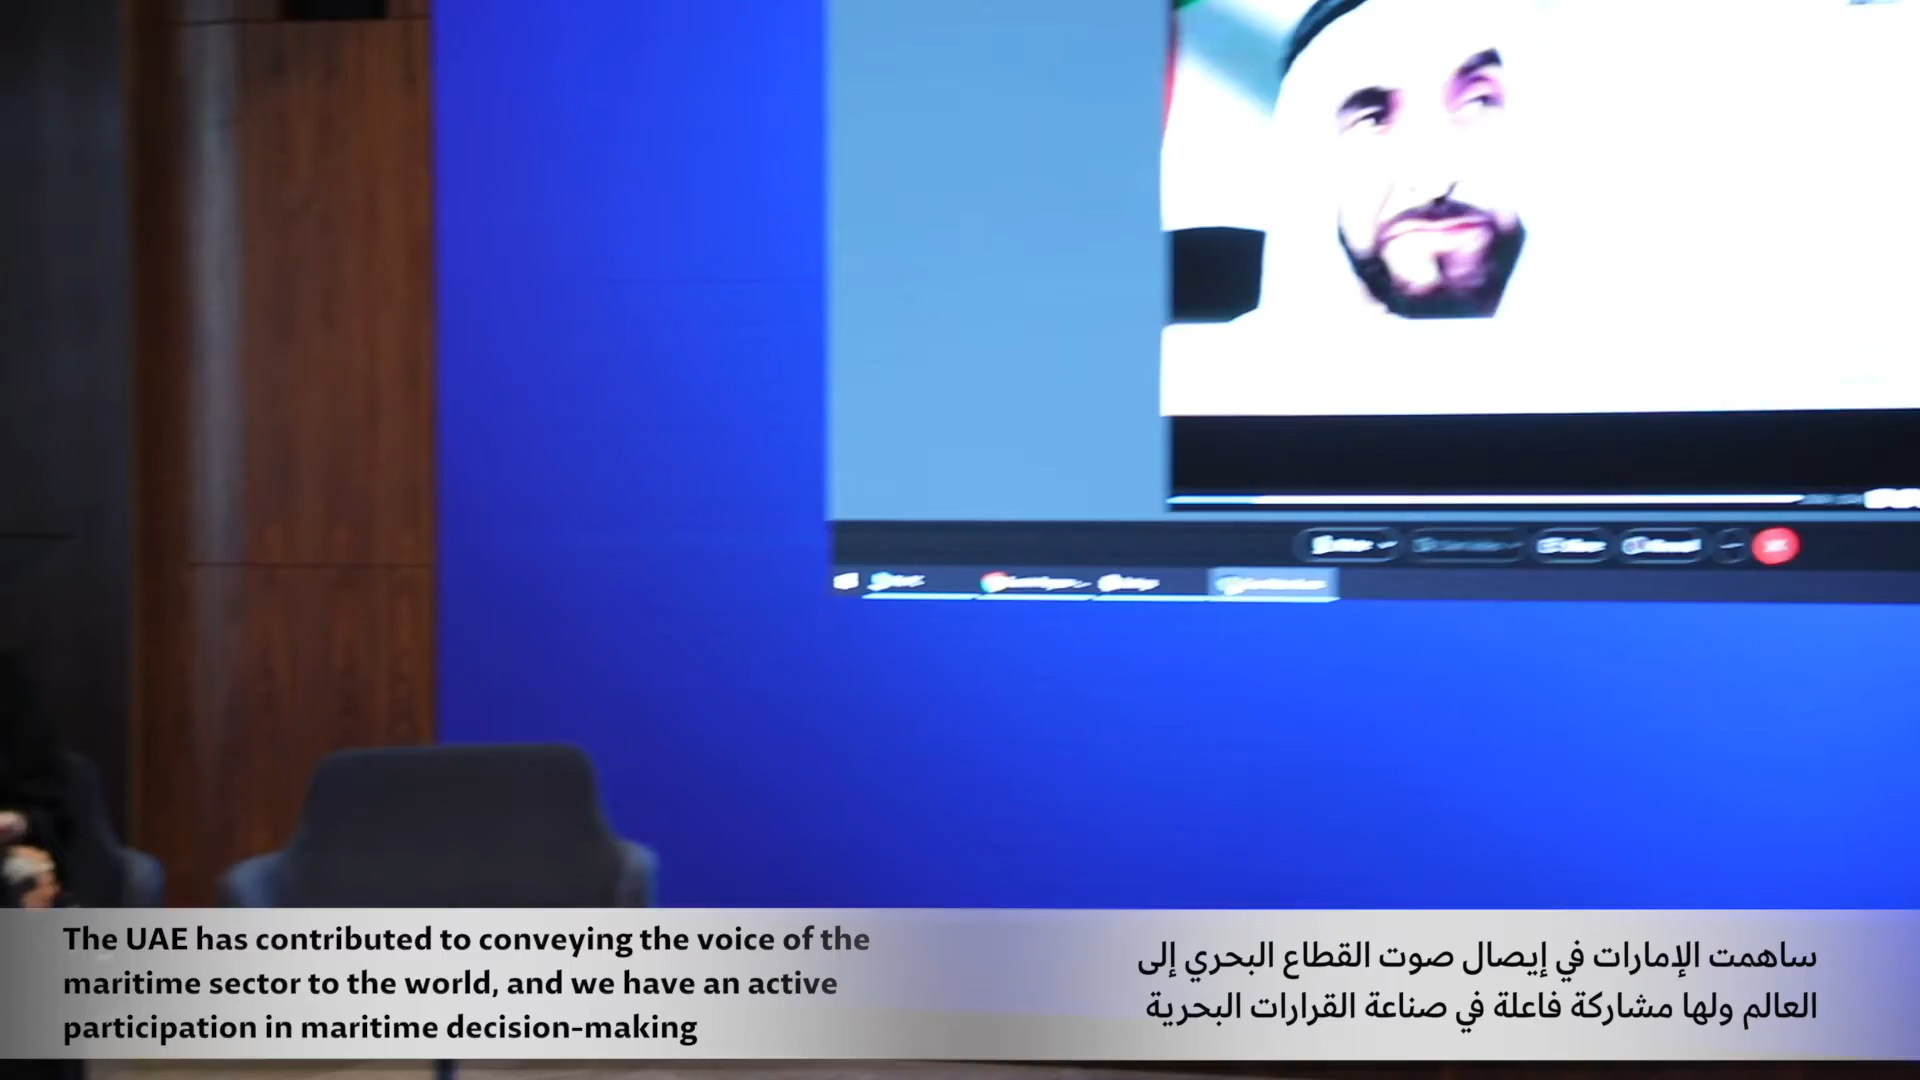 The UAE has contributed to conveying the voice of the
maritime sector to the world, and we have an active
participation in maritime decision-making
ساهمت الإمارات في إيصال صوت القطاع البحري إلى
العالم ولها مشاركة فاعلة في صناعة القرارات البحرية